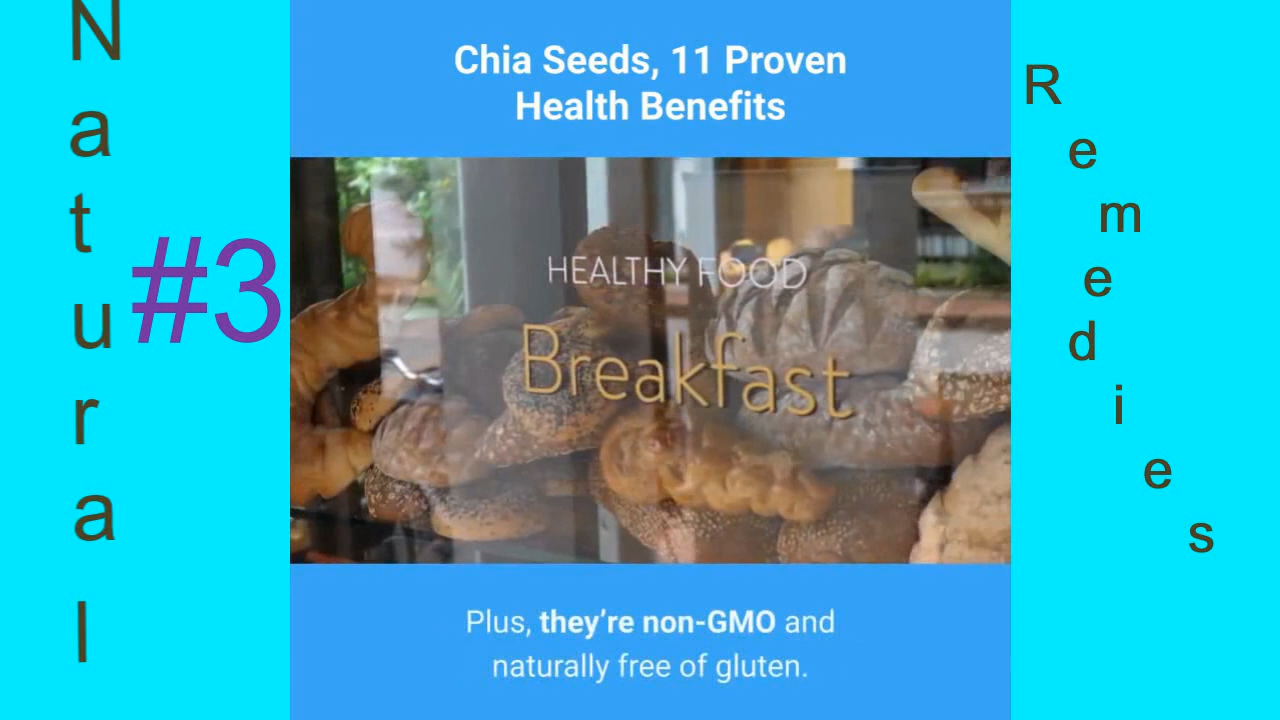 Natural
#3
Chia Seeds, 11 Proven
Health Benefits
HEALTHY FOOD
Breakfast
Plus, they're non-GMO and
naturally free of gluten.
Remedies